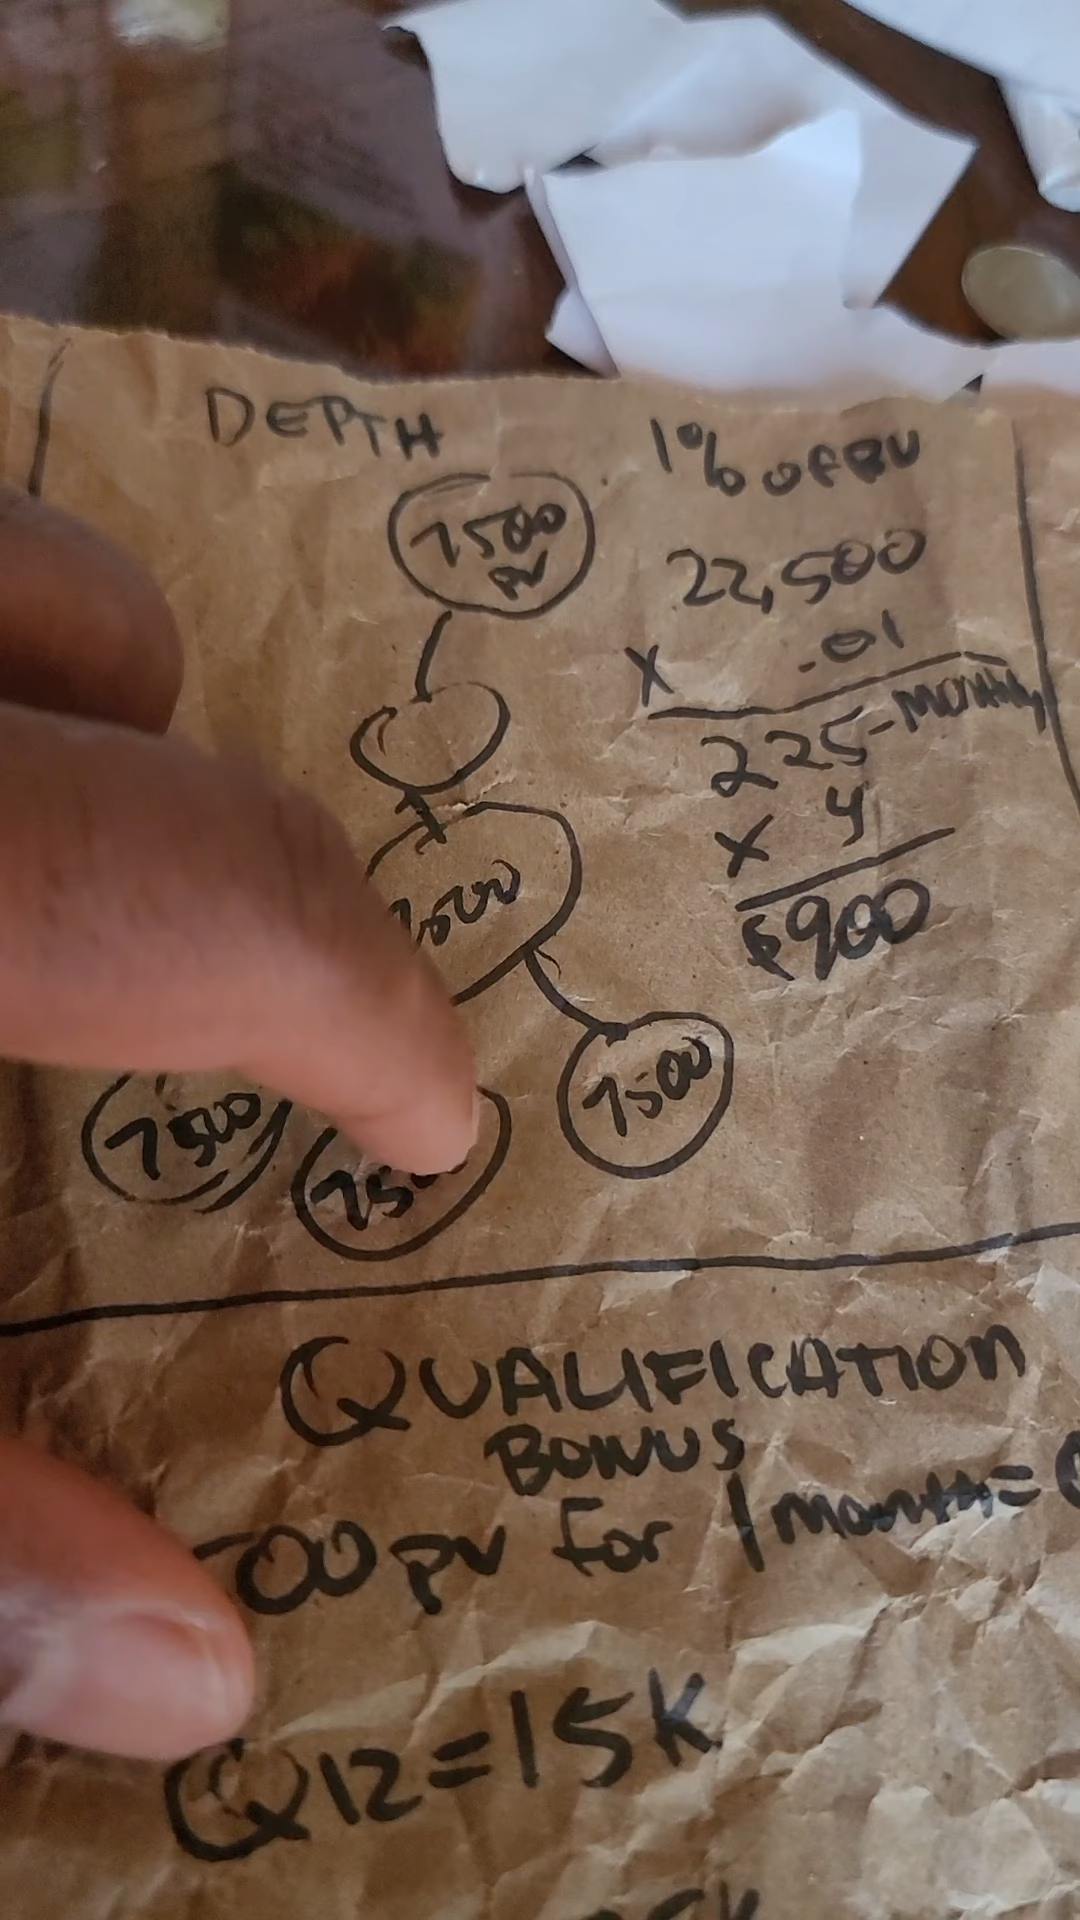 DEPTH
1% of BV
7500
pv
22,500
x .01
225-monthly
x 4
$900
7500
7500
7500
QUALIFICATION
BONUS
00 pv for 1 month=
Q12=15K